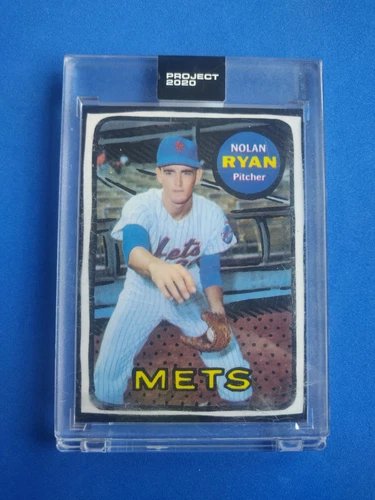 PROJECT
2020
NOLAN
RYAN
Pitcher
Mets
METS